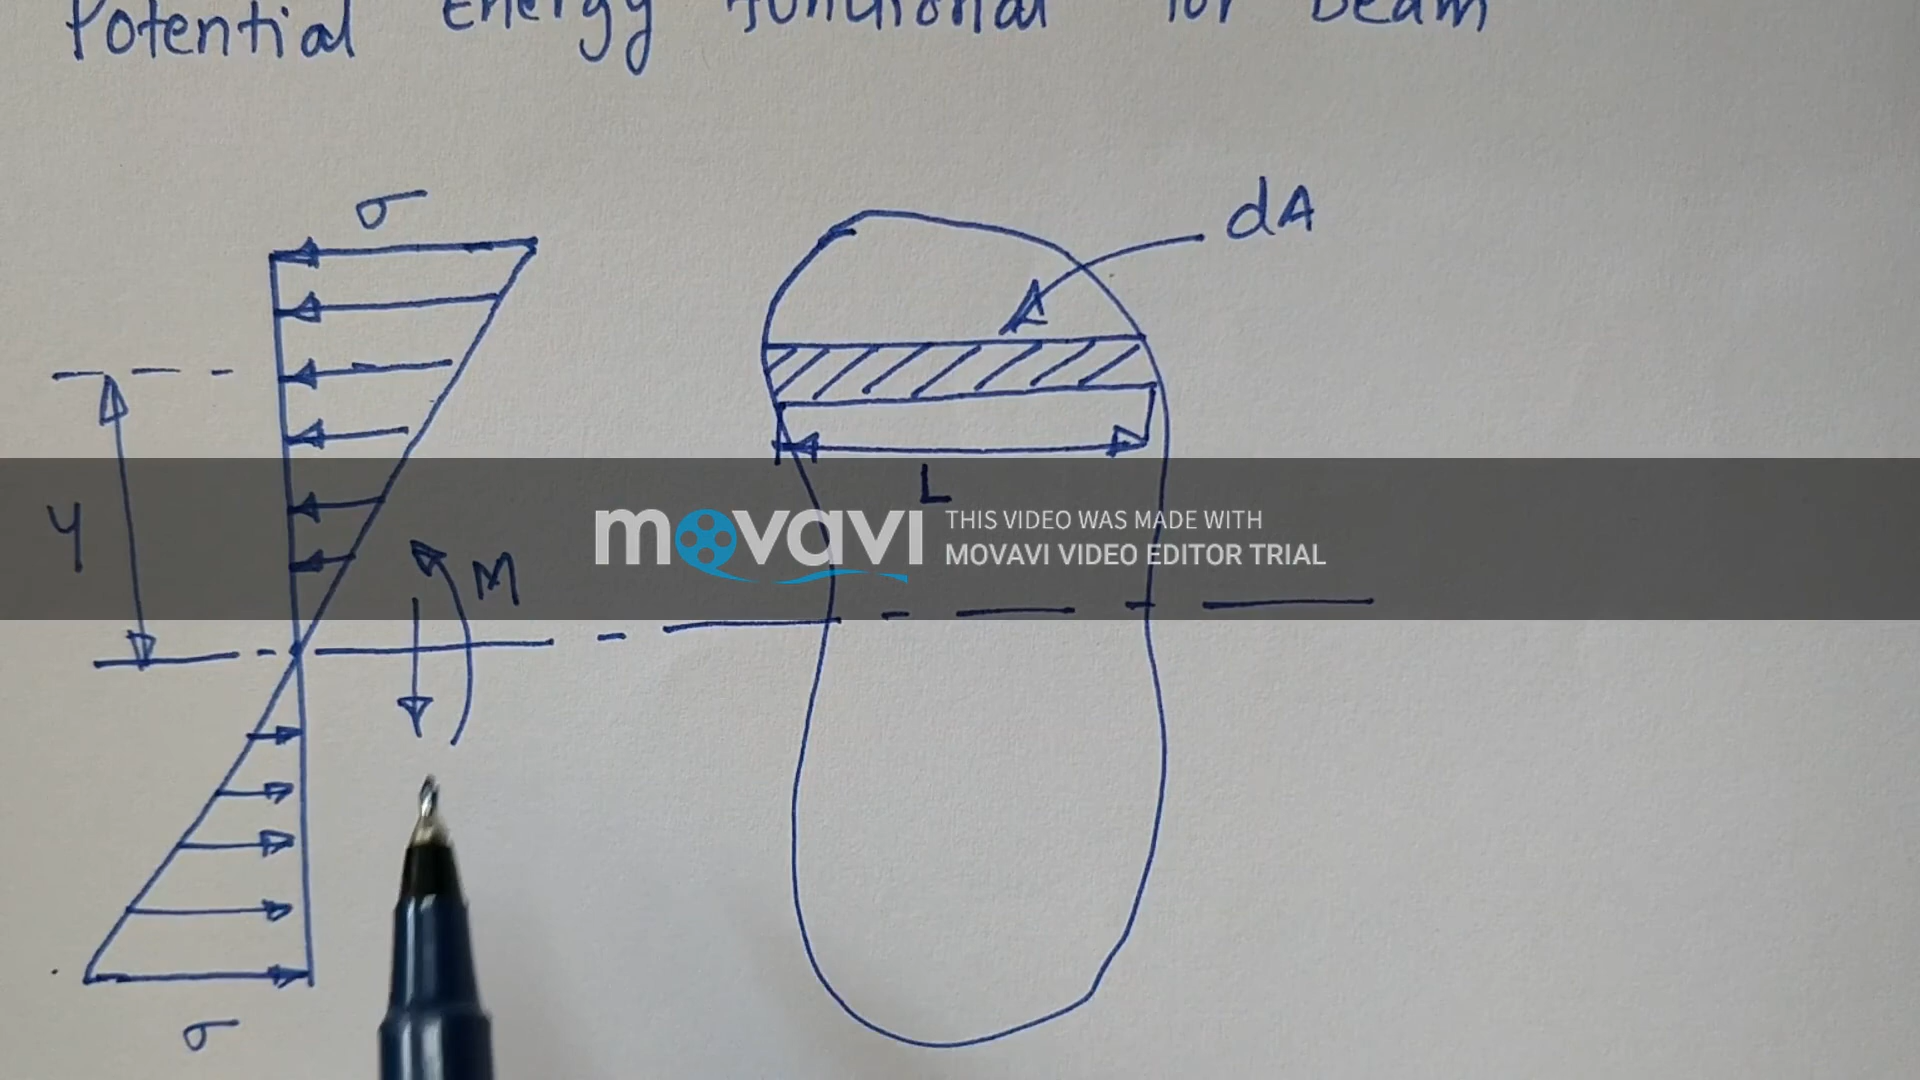 Potential Energy functional for beam
σ
dA
L
y
M
movavi
THIS VIDEO WAS MADE WITH
MOVAVI VIDEO EDITOR TRIAL
σ